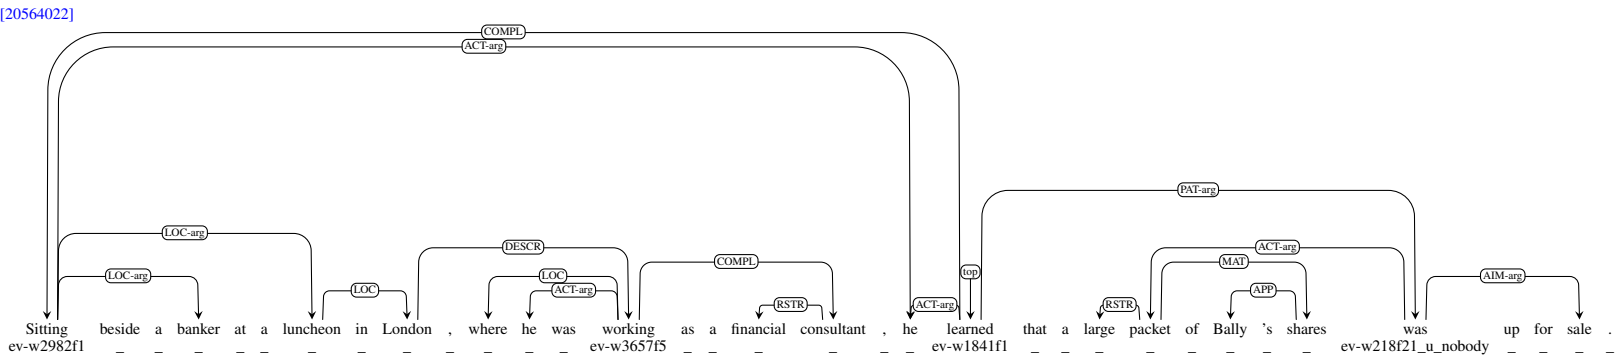 [20564022]
COMPL
ACT-arg
PAT-arg
LOC-arg DESCR ACT-arg
COMPL MAT
LOC-arg LOC top AIM-arg
LOC ACT-arg APP
RSTR ACT-arg RSTR
Sitting beside a banker at a luncheon in London , where he was working as a financial consultant , he learned that a large packet of Bally 's shares was up for sale .
ev-w2982f1 _ _ _ _ _ _ _ _ _ _ _ _ ev-w3657f5 _ _ _ _ _ _ ev-w1841f1 _ _ _ _ _ _ _ _ ev-w218f21_u_nobody _ _ _ _